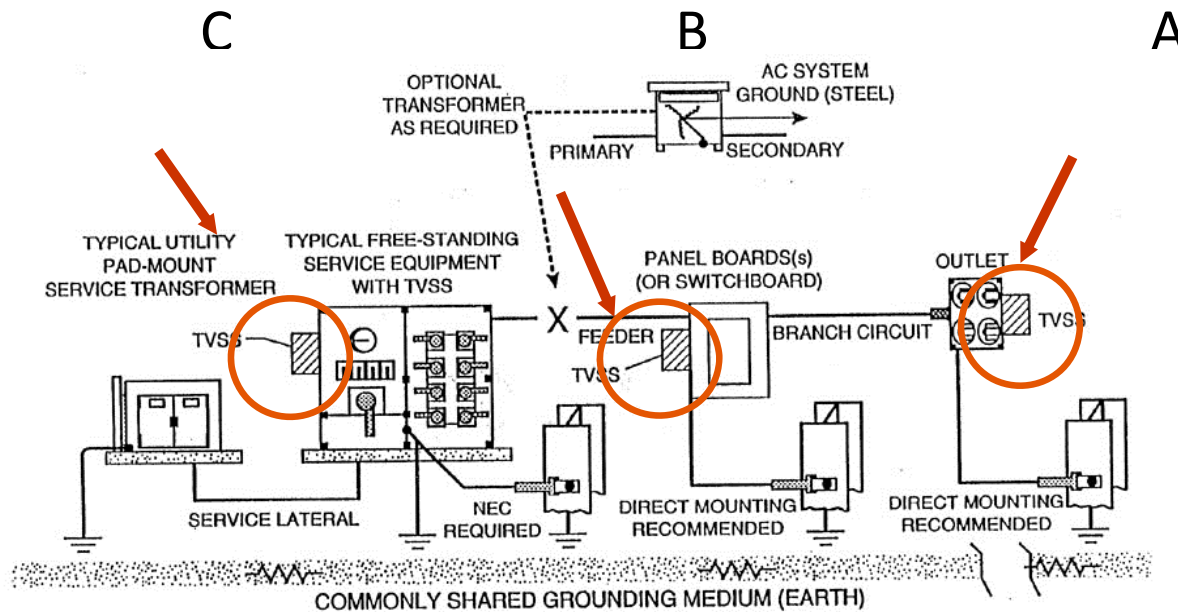 C
B
A
OPTIONAL
TRANSFORMER
AS REQUIRED
AC SYSTEM
GROUND (STEEL)
PRIMARY
SECONDARY
TYPICAL UTILITY
PAD-MOUNT
SERVICE TRANSFORMER
TYPICAL FREE-STANDING
SERVICE EQUIPMENT
WITH TVSS
PANEL BOARDS(s)
(OR SWITCHBOARD)
OUTLET
TVSS
X
FEEDER
TVSS
BRANCH CIRCUIT
TVSS
SERVICE LATERAL
NEC
REQUIRED
DIRECT MOUNTING
RECOMMENDED
DIRECT MOUNTING
RECOMMENDED
COMMONLY SHARED GROUNDING MEDIUM (EARTH)